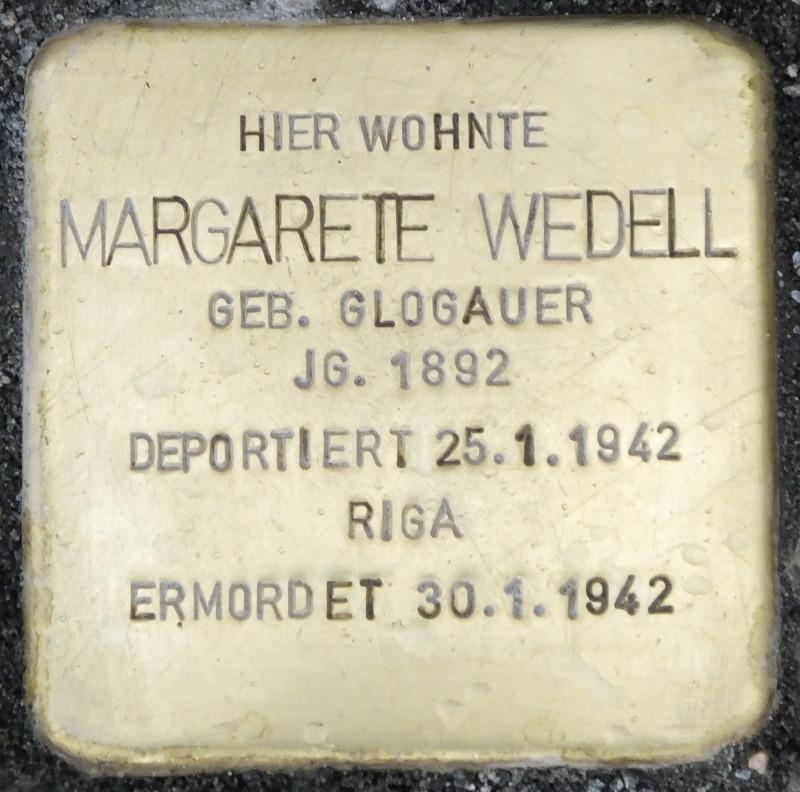 HIER WOHNTE
MARGARETE WEDELL
GEB. GLOGAUER
JG. 1892
DEPORTIERT 25.1.1942
RIGA
ERMORDET 30.1.1942